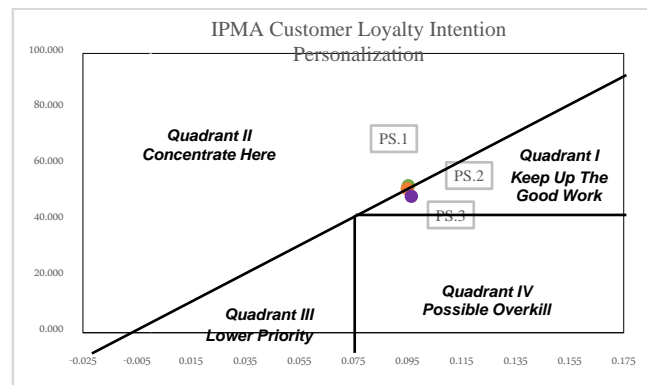 IPMA Customer Loyalty Intention
Personalization
100.000
80.000
60.000
40.000
20.000
0.000
Quadrant II
Concentrate Here
PS.1
PS.2
PS.3
Quadrant I
Keep Up The
Good Work
Quadrant III
Lower Priority
Quadrant IV
Possible Overkill
-0.025 -0.005 0.015 0.035 0.055 0.075 0.095 0.115 0.135 0.155 0.175